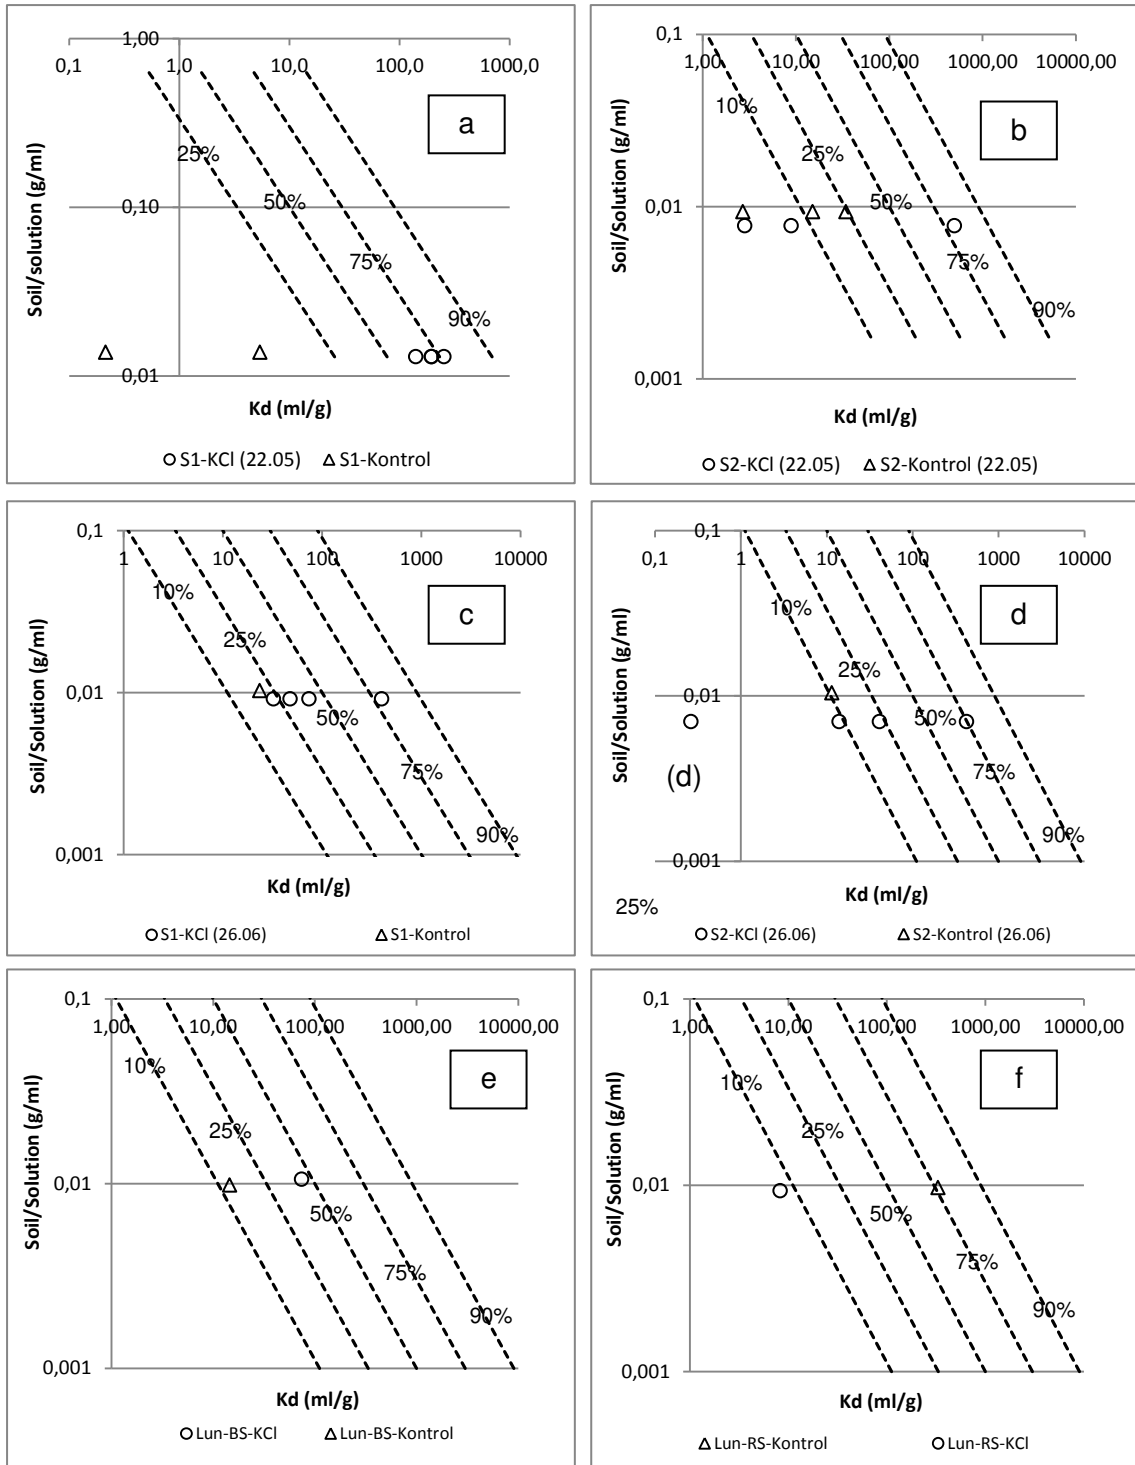 1,00
0,1 1,0 10,0 100,0 1000,0
a
25%
50%
0,10
75%
90%
0,01
Soil/solution (g/ml)
Kd (ml/g)
S1-KCl (22.05) S1-Kontrol
0,1
1,00 10,00 100,00 1000,00 10000,00
10%
b
25%
50%
0,01
75%
90%
0,001
Soil/Solution (g/ml)
Kd (ml/g)
S2-KCl (22.05) S2-Kontrol (22.05)
0,1
1 10 100 1000 10000
10%
c
25%
0,01
50%
75%
90%
0,001
Soil/Solution (g/ml)
Kd (ml/g)
S1-KCl (26.06) S1-Kontrol
0,1
0,1 1 10 100 1000 10000
10%
d
25%
0,01
50%
(d)
75%
90%
0,001
Soil/Solution (g/ml)
Kd (ml/g)
25%
S2-KCl (26.06) S2-Kontrol (26.06)
0,1
1,00 10,00 100,00 1000,00 10000,00
10%
e
25%
0,01
50%
75%
90%
0,001
Soil/Solution (g/ml)
Kd (ml/g)
Lun-BS-KCl Lun-BS-Kontrol
0,1
1,00 10,00 100,00 1000,00 10000,00
10%
f
25%
0,01
50%
75%
90%
0,001
Soil/Solution (g/ml)
Kd (ml/g)
Lun-RS-Kontrol Lun-RS-KCl